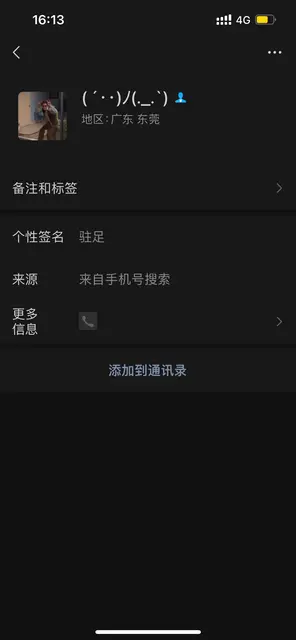 16:13
4G
( ´･･)ﾉ(._.`)
地区：广东 东莞
备注和标签
个性签名 驻足
来源 来自手机号搜索
更多
信息
添加到通讯录